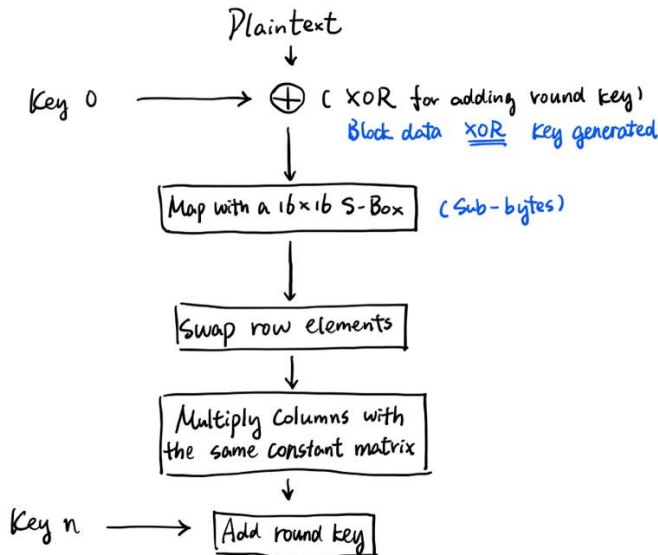 Plaintext
Key 0
( XOR for adding round key)
Block data XOR Key generated
Map with a 16×16 S-Box
(Sub-bytes)
Swap row elements
Multiply Columns with
the same constant matrix
Key n
Add round key